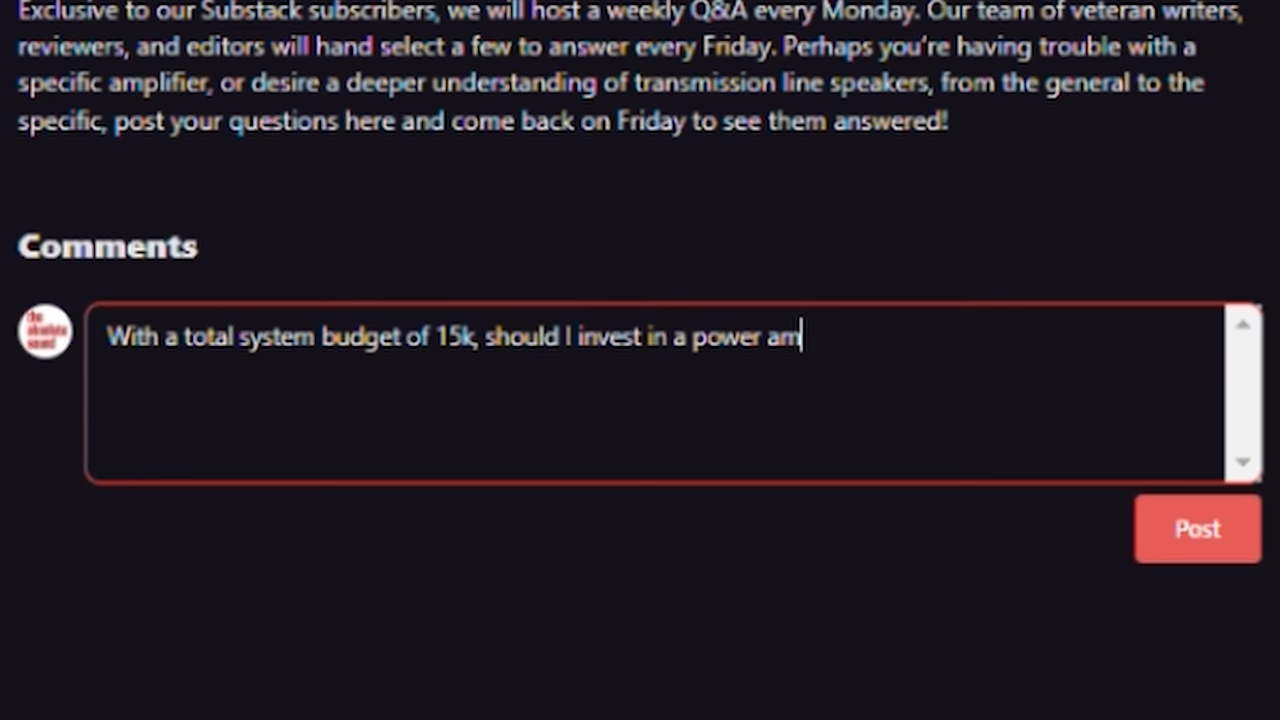 Exclusive to our Substack subscribers, we will host a weekly Q&A every Monday. Our team of veteran writers,
reviewers, and editors will hand select a few to answer every Friday. Perhaps you're having trouble with a
specific amplifier, or desire a deeper understanding of transmission line speakers, from the general to the
specific, post your questions here and come back on Friday to see them answered!
Comments
the
absolute
sound
With a total system budget of 15k, should I invest in a power am
Post